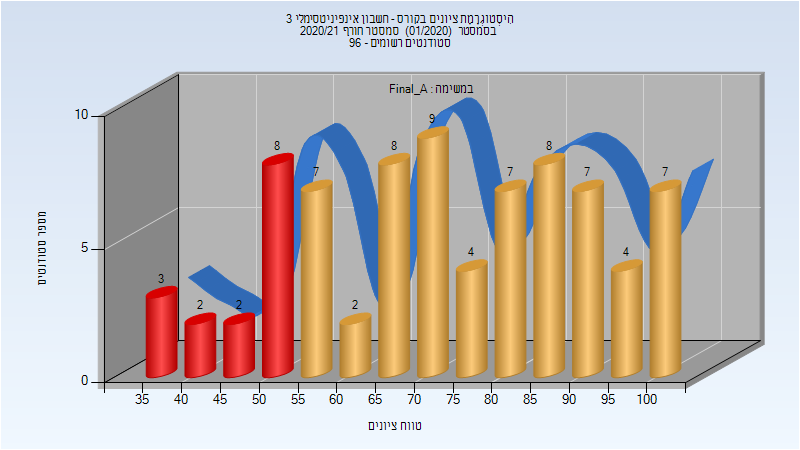 היסטוגרמת ציונים בקורס - חשבון אינפיניטסימלי 3
בסמסטר (01/2020) סמסטר חורף 2020/21
סטודנטים רשומים - 96
במשימה : Final_A
מספר סטודנטים
10
5
0
3
2
2
8
7
2
8
9
4
7
8
7
4
7
35 40 45 50 55 60 65 70 75 80 85 90 95 100
טווח ציונים